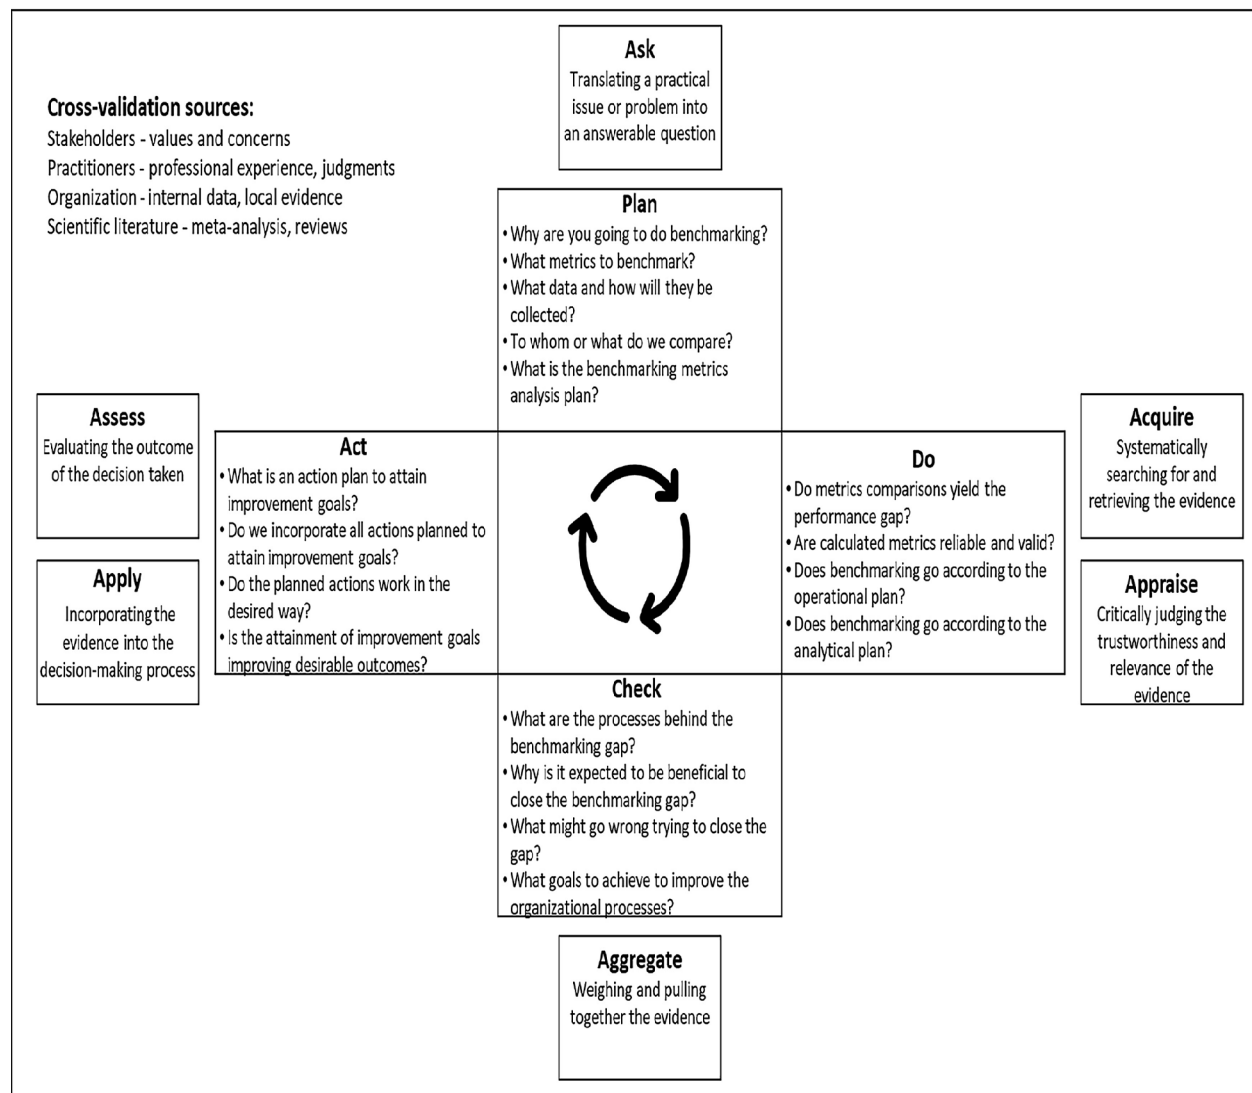 Ask
Translating a practical
issue or problem into
an answerable question
Cross-validation sources:
Stakeholders - values and concerns
Practitioners - professional experience, judgments
Organization - internal data, local evidence
Scientific literature - meta-analysis, reviews
Plan
• Why are you going to do benchmarking?
• What metrics to benchmark?
• What data and how will they be
collected?
• To whom or what do we compare?
• What is the benchmarking metrics
analysis plan?
Assess
Evaluating the outcome
of the decision taken
Apply
Incorporating the
evidence into the
decision-making process
Act
• What is an action plan to attain
improvement goals?
• Do we incorporate all actions planned to
attain improvement goals?
• Do the planned actions work in the
desired way?
• Is the attainment of improvement goals
improving desirable outcomes?
Do
• Do metrics comparisons yield the
performance gap?
• Are calculated metrics reliable and valid?
• Does benchmarking go according to the
operational plan?
• Does benchmarking go according to the
analytical plan?
Acquire
Systematically
searching for and
retrieving the evidence
Appraise
Critically judging the
trustworthiness and
relevance of the
evidence
Check
• What are the processes behind the
benchmarking gap?
• Why is it expected to be beneficial to
close the benchmarking gap?
• What might go wrong trying to close the
gap?
• What goals to achieve to improve the
organizational processes?
Aggregate
Weighing and pulling
together the evidence